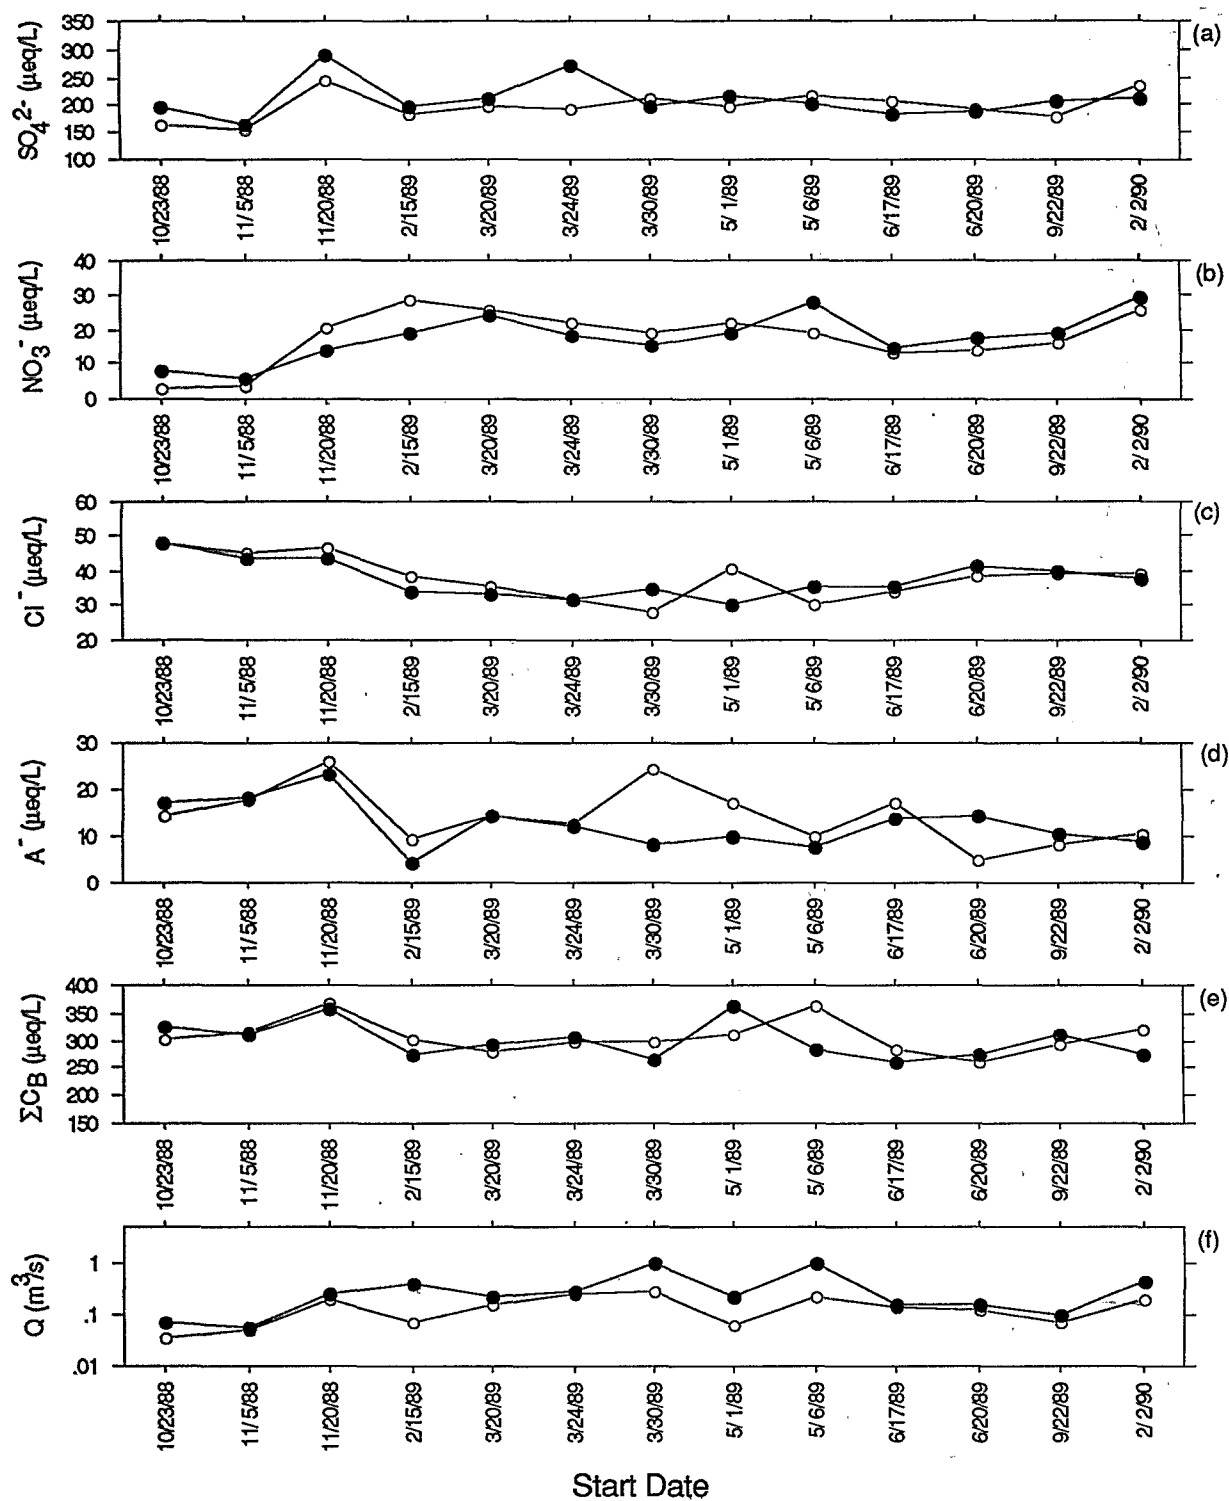 (a)
SO₄²⁻ (µeq/L)
350
300
250
200
150
100
10/23/88 11/5/88 11/20/88 2/15/89 3/20/89 3/24/89 3/30/89 5/1/89 5/6/89 6/17/89 6/20/89 9/22/89 2/2/90
(b)
NO₃⁻ (µeq/L)
40
30
20
10
0
10/23/88 11/5/88 11/20/88 2/15/89 3/20/89 3/24/89 3/30/89 5/1/89 5/6/89 6/17/89 6/20/89 9/22/89 2/2/90
(c)
Cl⁻ (µeq/L)
60
50
40
30
20
10/23/88 11/5/88 11/20/88 2/15/89 3/20/89 3/24/89 3/30/89 5/1/89 5/6/89 6/17/89 6/20/89 9/22/89 2/2/90
(d)
A⁻ (µeq/L)
30
20
10
0
10/23/88 11/5/88 11/20/88 2/15/89 3/20/89 3/24/89 3/30/89 5/1/89 5/6/89 6/17/89 6/20/89 9/22/89 2/2/90
(e)
ΣC_B (µeq/L)
400
350
300
250
200
150
10/23/88 11/5/88 11/20/88 2/15/89 3/20/89 3/24/89 3/30/89 5/1/89 5/6/89 6/17/89 6/20/89 9/22/89 2/2/90
(f)
Q (m³/s)
1
.1
.01
10/23/88 11/5/88 11/20/88 2/15/89 3/20/89 3/24/89 3/30/89 5/1/89 5/6/89 6/17/89 6/20/89 9/22/89 2/2/90
Start Date